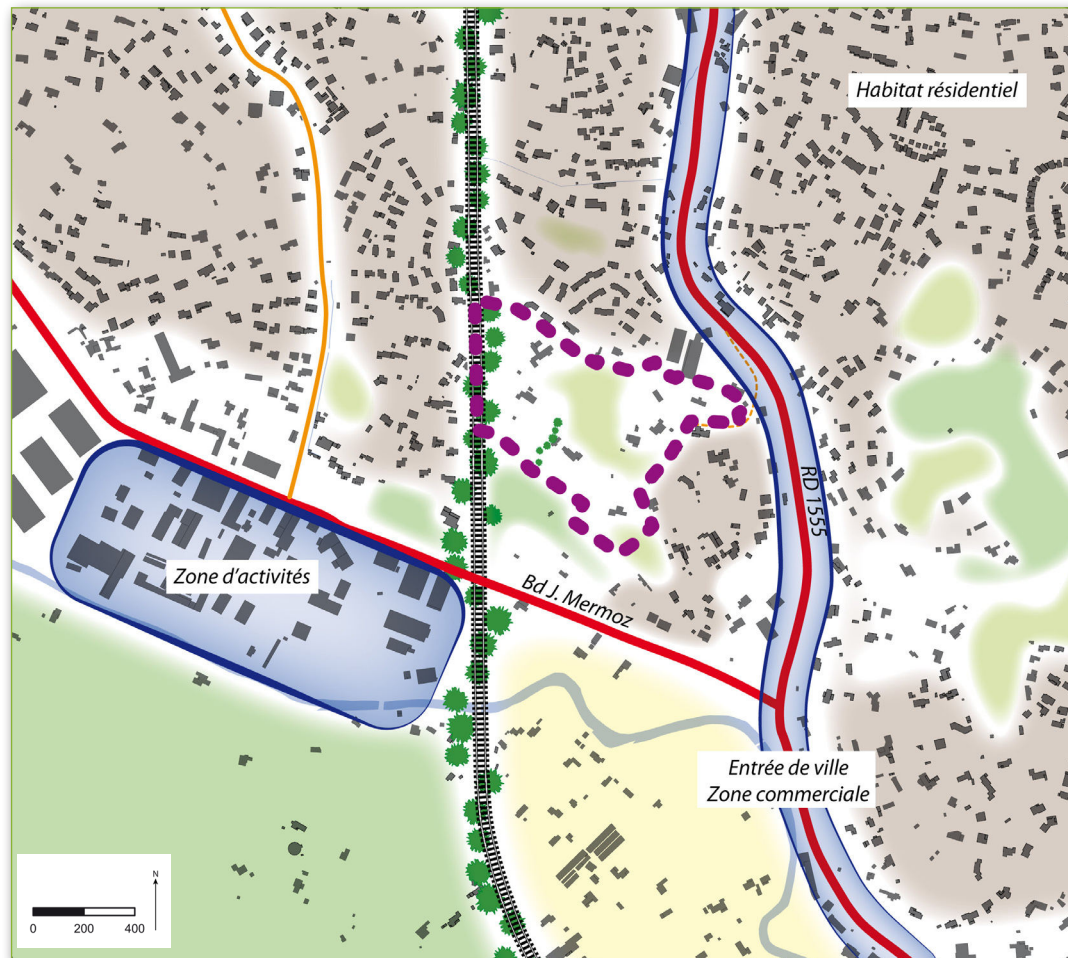 Habitat résidentiel
RD 1555
Zone d'activités
Bd J. Mermoz
Entrée de ville
Zone commerciale
N
0 200 400